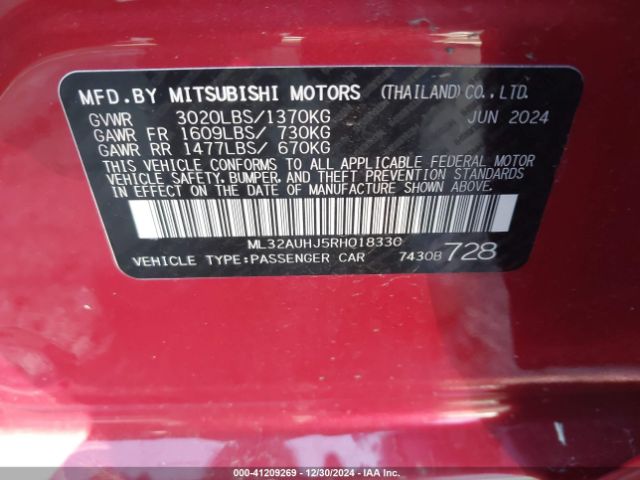 MFD.BY MITSUBISHI MOTORS (THAILAND)CO.,LTD.
GVWR 3020LBS/1370KG JUN 2024
GAWR FR 1609LBS/ 730KG
GAWR RR 1477LBS/ 670KG
THIS VEHICLE CONFORMS TO ALL APPLICABLE FEDERAL MOTOR
VEHICLE SAFETY, BUMPER, AND THEFT PREVENTION STANDARDS
IN EFFECT ON THE DATE OF MANUFACTURE SHOWN ABOVE.
ML32AUHJ5RH018330
VEHICLE TYPE:PASSENGER CAR 7430B 728
000-41209269 • 12/30/2024 • IAA Inc.